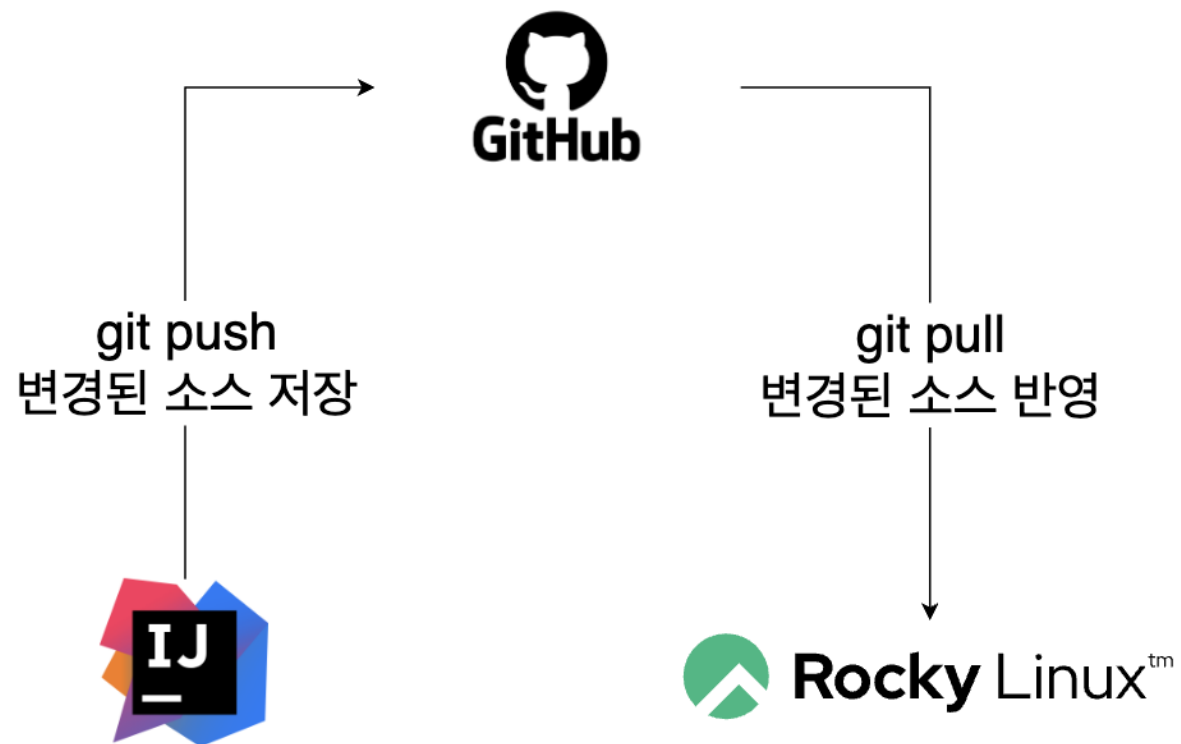 GitHub
git push
변경된 소스 저장
git pull
변경된 소스 반영
IJ
Rocky Linux™